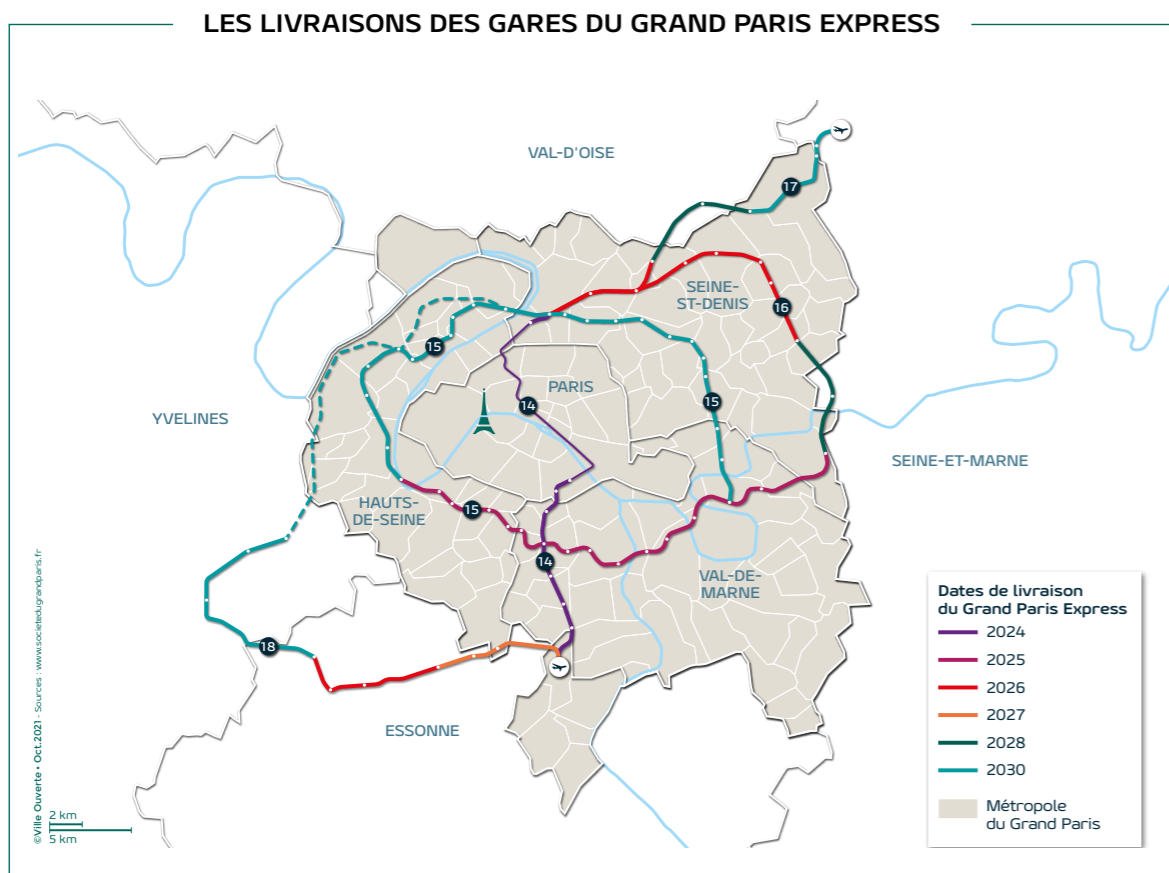 LES LIVRAISONS DES GARES DU GRAND PARIS EXPRESS
VAL-D'OISE
17
SEINE-
ST-DENIS
16
15
PARIS
14
15
YVELINES
SEINE-ET-MARNE
HAUTS-
DE-SEINE
15
14
VAL-DE-
MARNE
18
ESSONNE
Dates de livraison
du Grand Paris Express
2024
2025
2026
2027
2028
2030
Métropole
du Grand Paris
2 km
5 km
©Ville Ouverte • Oct.2021 - Sources : www.societedugrandparis.fr